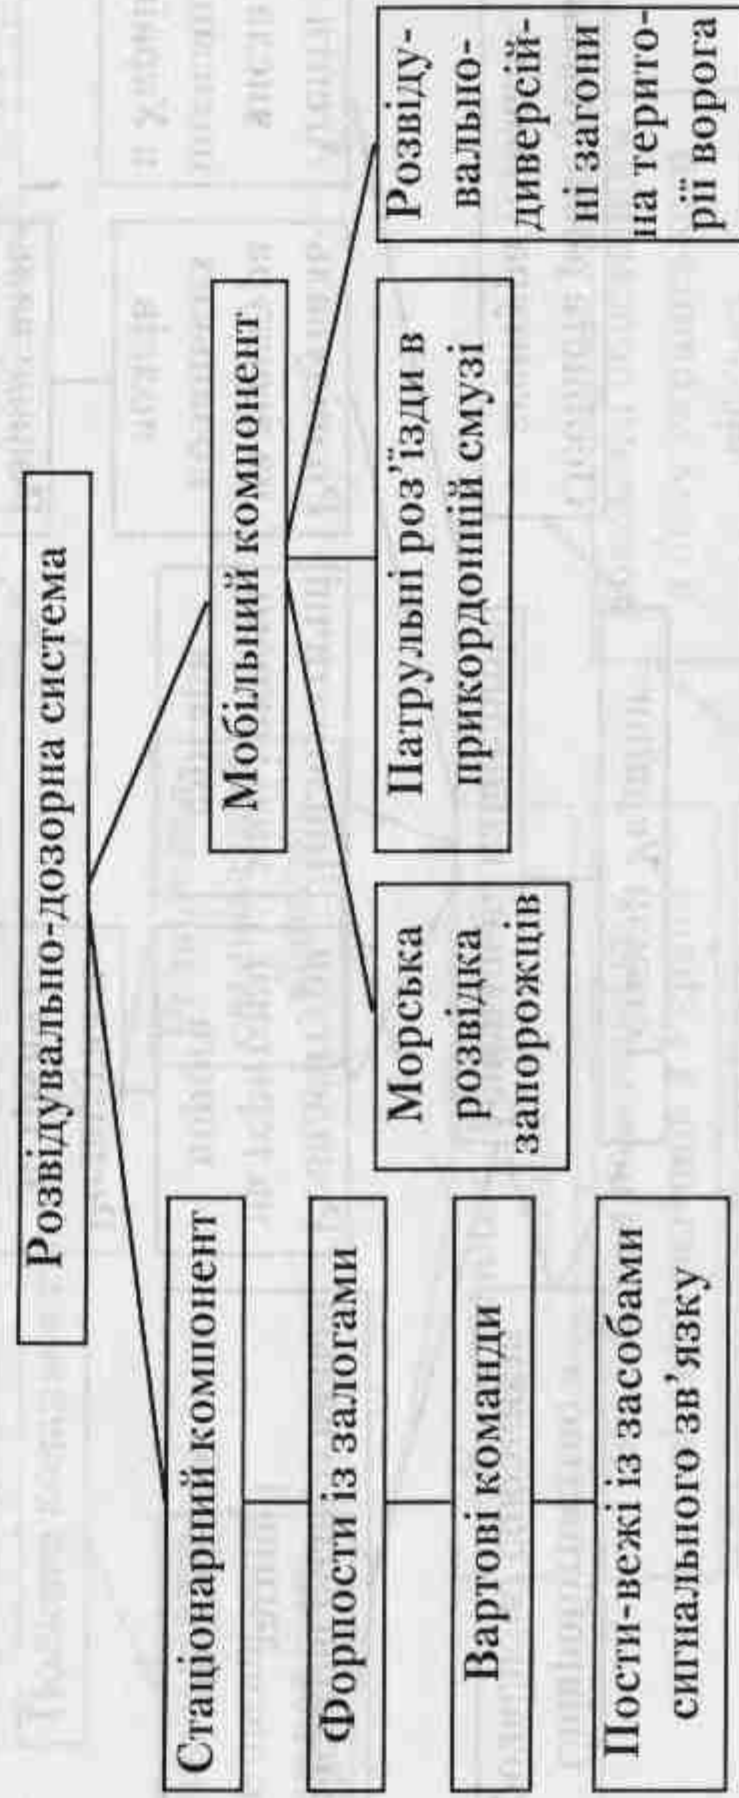 Розвідувально-дозорна система
Стаціонарний компонент
Форпости із залогами
Вартові команди
Пости-вежі із засобами
сигнального зв’язку
Мобільний компонент
Морська
розвідка
запорожців
Патрульні роз’їзди в
прикордонній смузі
Розвіду-
вально-
диверсій-
ні загони
на терито-
рії ворога